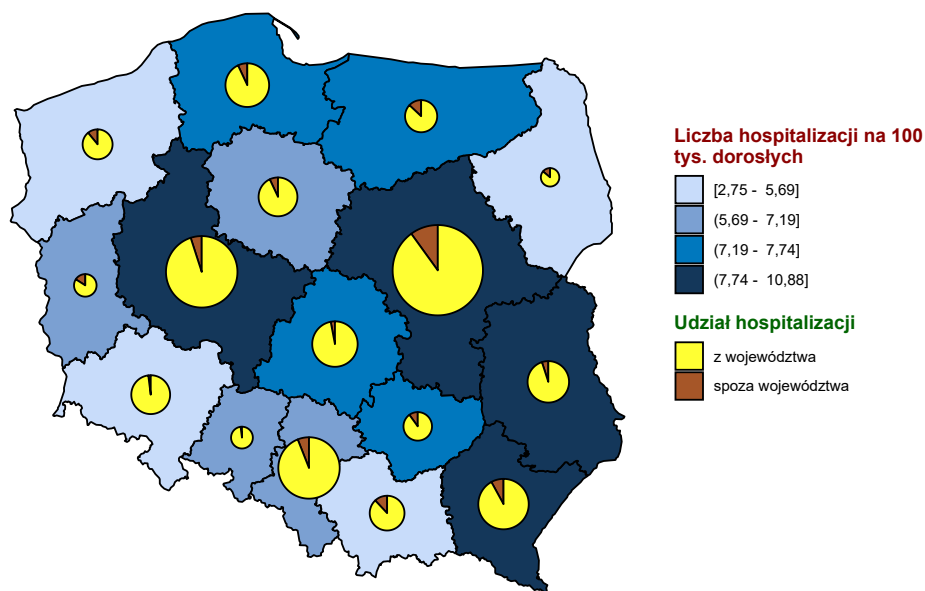 Liczba hospitalizacji na 100
tys. dorosłych
[2,75 - 5,69]
(5,69 - 7,19]
(7,19 - 7,74]
(7,74 - 10,88]
Udział hospitalizacji
z województwa
spoza województwa